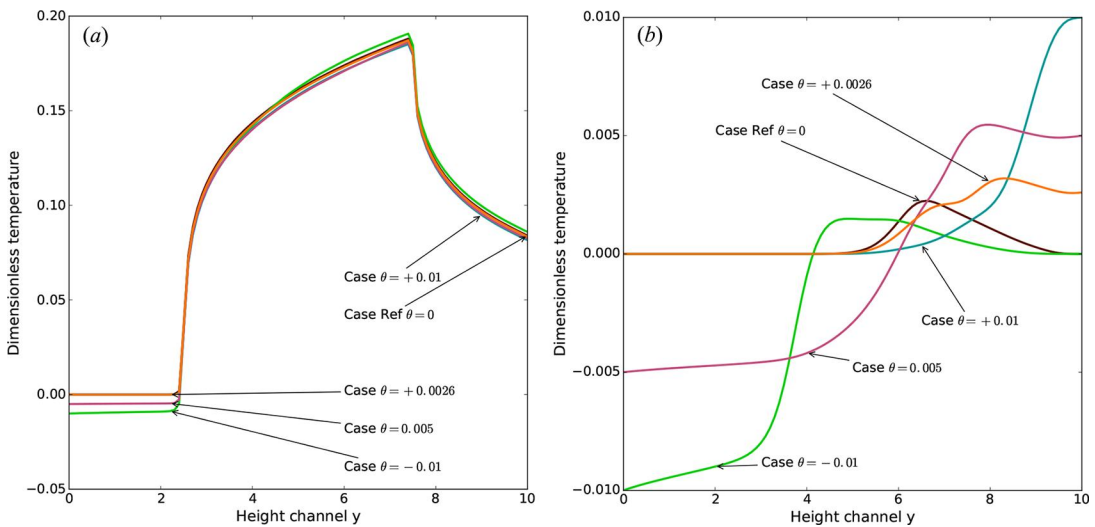 (a)
0.20
0.15
0.10
0.05
0.00
−0.05
Dimensionless temperature
Case θ=+0.01
Case Ref θ=0
Case θ=+0.0026
Case θ=0.005
Case θ=−0.01
0 2 4 6 8 10
Height channel y
(b)
0.010
0.005
0.000
−0.005
−0.010
Dimensionless temperature
Case θ=+0.0026
Case Ref θ=0
Case θ=+0.01
Case θ=0.005
Case θ=−0.01
0 2 4 6 8 10
Height channel y